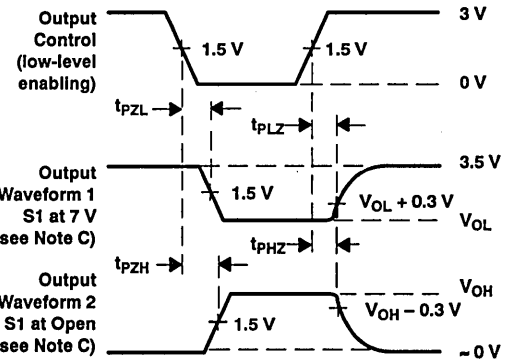 Output
Control
(low-level
enabling)
1.5 V
1.5 V
3 V
0 V
tPZL
tPLZ
Output
Waveform 1
S1 at 7 V
see Note C)
1.5 V
3.5 V
VOL + 0.3 V
VOL
tPZH
tPHZ
Output
Waveform 2
S1 at Open
see Note C)
1.5 V
VOH
VOH – 0.3 V
~ 0 V